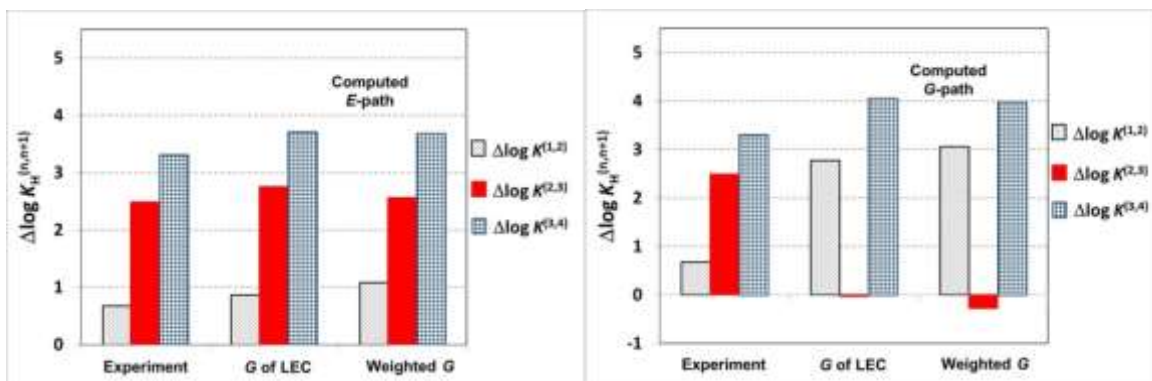 Δlog K_H^(n,n+1)
5
4
3
2
1
0
Computed
E-path
Experiment
G of LEC
Weighted G
Δlog K^(1,2)
Δlog K^(2,3)
Δlog K^(3,4)
Δlog K_H^(n,n+1)
5
4
3
2
1
0
-1
Computed
G-path
Experiment
G of LEC
Weighted G
Δlog K^(1,2)
Δlog K^(2,3)
Δlog K^(3,4)